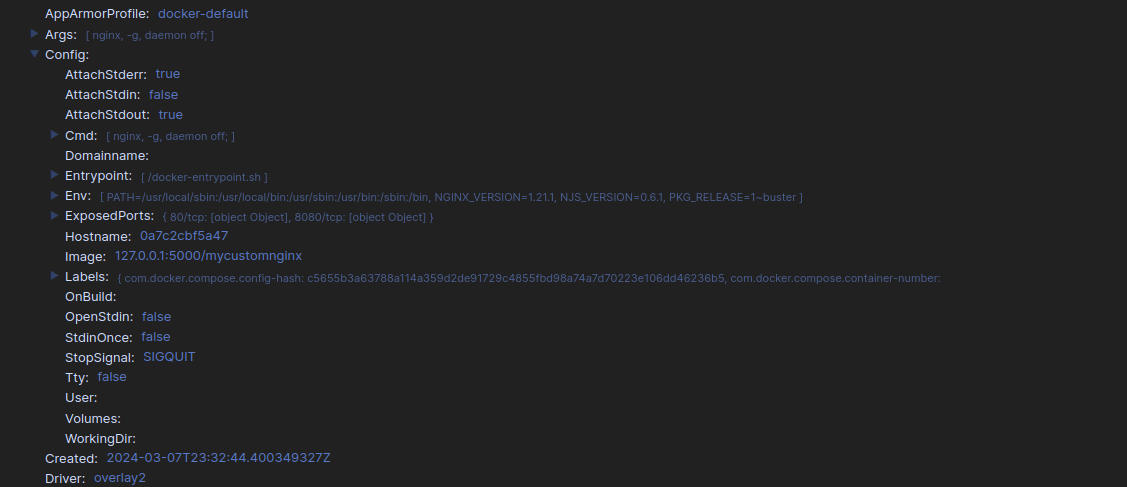 AppArmorProfile: docker-default
Args: [ nginx, -g, daemon off; ]
Config:
AttachStderr: true
AttachStdin: false
AttachStdout: true
Cmd: [ nginx, -g, daemon off; ]
Domainname:
Entrypoint: [ /docker-entrypoint.sh ]
Env: [ PATH=/usr/local/sbin:/usr/local/bin:/usr/sbin:/usr/bin:/sbin:/bin, NGINX_VERSION=1.21.1, NJS_VERSION=0.6.1, PKG_RELEASE=1~buster ]
ExposedPorts: { 80/tcp: [object Object], 8080/tcp: [object Object] }
Hostname: 0a7c2cbf5a47
Image: 127.0.0.1:5000/mycustomnginx
Labels: { com.docker.compose.config-hash: c5655b3a63788a114a359d2de91729c4855fbd98a74a7d70223e106dd46236b5, com.docker.compose.container-number:
OnBuild:
OpenStdin: false
StdinOnce: false
StopSignal: SIGQUIT
Tty: false
User:
Volumes:
WorkingDir:
Created: 2024-03-07T23:32:44.400349327Z
Driver: overlay2